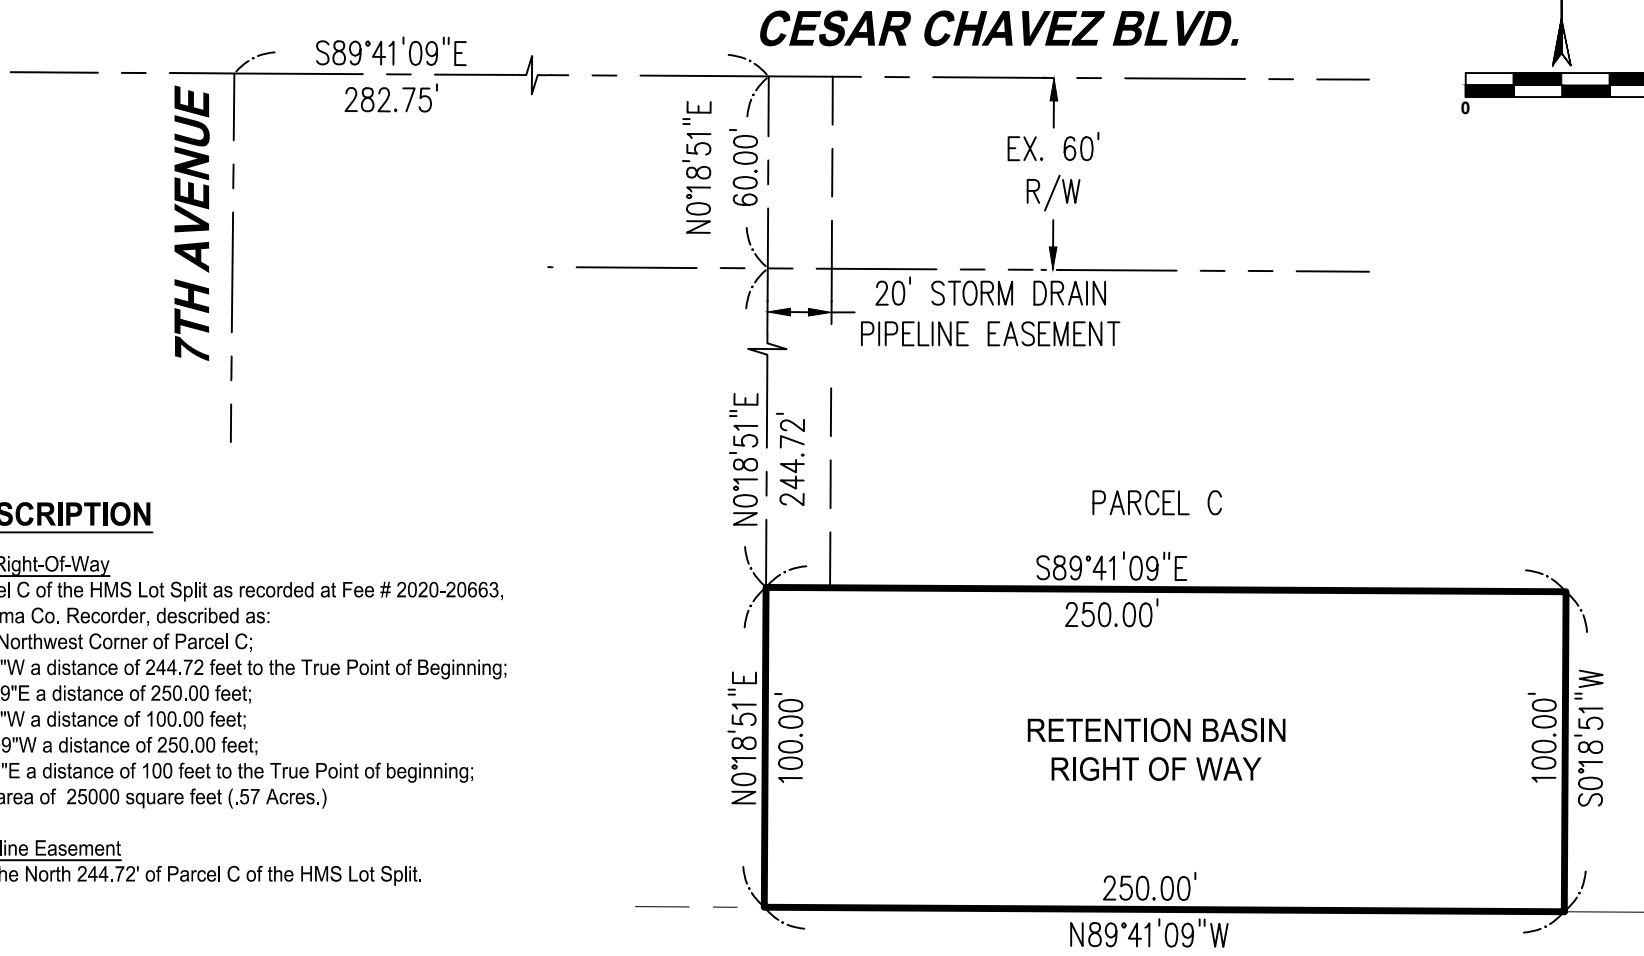 CESAR CHAVEZ BLVD.
S89°41'09"E
282.75'
0
7TH AVENUE
N0°18'51"E
60.00'
EX. 60'
R/W
20' STORM DRAIN
PIPELINE EASEMENT
N0°18'51"E
244.72'
PARCEL C
S89°41'09"E
250.00'
N0°18'51"E
100.00'
RETENTION BASIN
RIGHT OF WAY
100.00'
S0°18'51"W
250.00'
N89°41'09"W
SCRIPTION
Right-Of-Way
el C of the HMS Lot Split as recorded at Fee # 2020-20663,
ma Co. Recorder, described as:
Northwest Corner of Parcel C;
"W a distance of 244.72 feet to the True Point of Beginning;
9"E a distance of 250.00 feet;
"W a distance of 100.00 feet;
9"W a distance of 250.00 feet;
"E a distance of 100 feet to the True Point of beginning;
area of 25000 square feet (.57 Acres.)
line Easement
he North 244.72' of Parcel C of the HMS Lot Split.